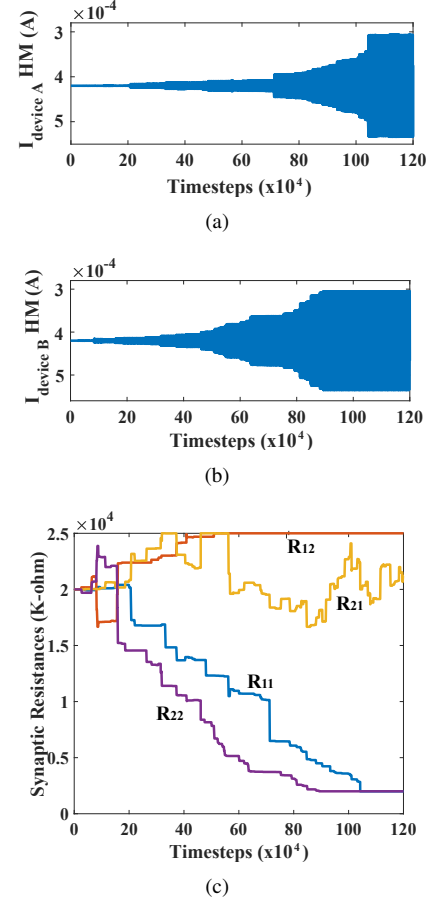 ×10⁻⁴
3
4
5
I device A HM (A)
0 20 40 60 80 100 120
Timesteps (x10⁴)
(a)
×10⁻⁴
3
4
5
I device B HM (A)
0 20 40 60 80 100 120
Timesteps (x10⁴)
(b)
×10⁴
2.5
2
1.5
1
0.5
0
Synaptic Resistances (K-ohm)
R12
R21
R11
R22
0 20 40 60 80 100 120
Timesteps (x10⁴)
(c)